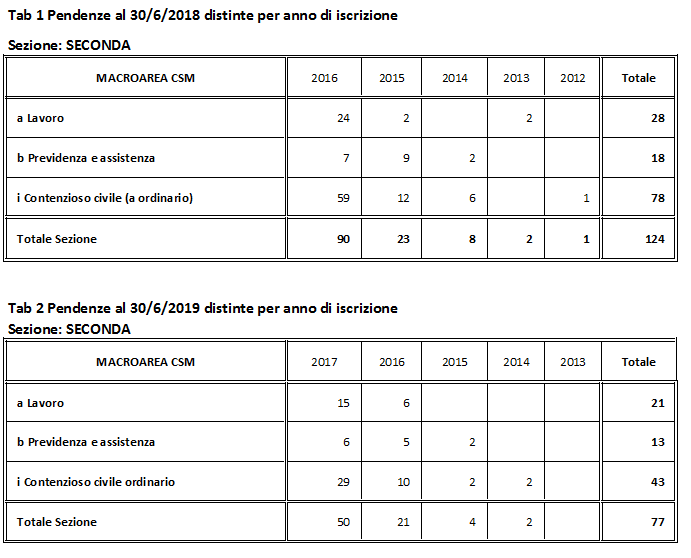 Tab 1 Pendenze al 30/6/2018 distinte per anno di iscrizione
Sezione: SECONDA
MACROAREA CSM 2016 2015 2014 2013 2012 Totale
a Lavoro 24 2 2 28
b Previdenza e assistenza 7 9 2 18
i Contenzioso civile (a ordinario) 59 12 6 1 78
Totale Sezione 90 23 8 2 1 124
Tab 2 Pendenze al 30/6/2019 distinte per anno di iscrizione
Sezione: SECONDA
MACROAREA CSM 2017 2016 2015 2014 2013 Totale
a Lavoro 15 6 21
b Previdenza e assistenza 6 5 2 13
i Contenzioso civile ordinario 29 10 2 2 43
Totale Sezione 50 21 4 2 77